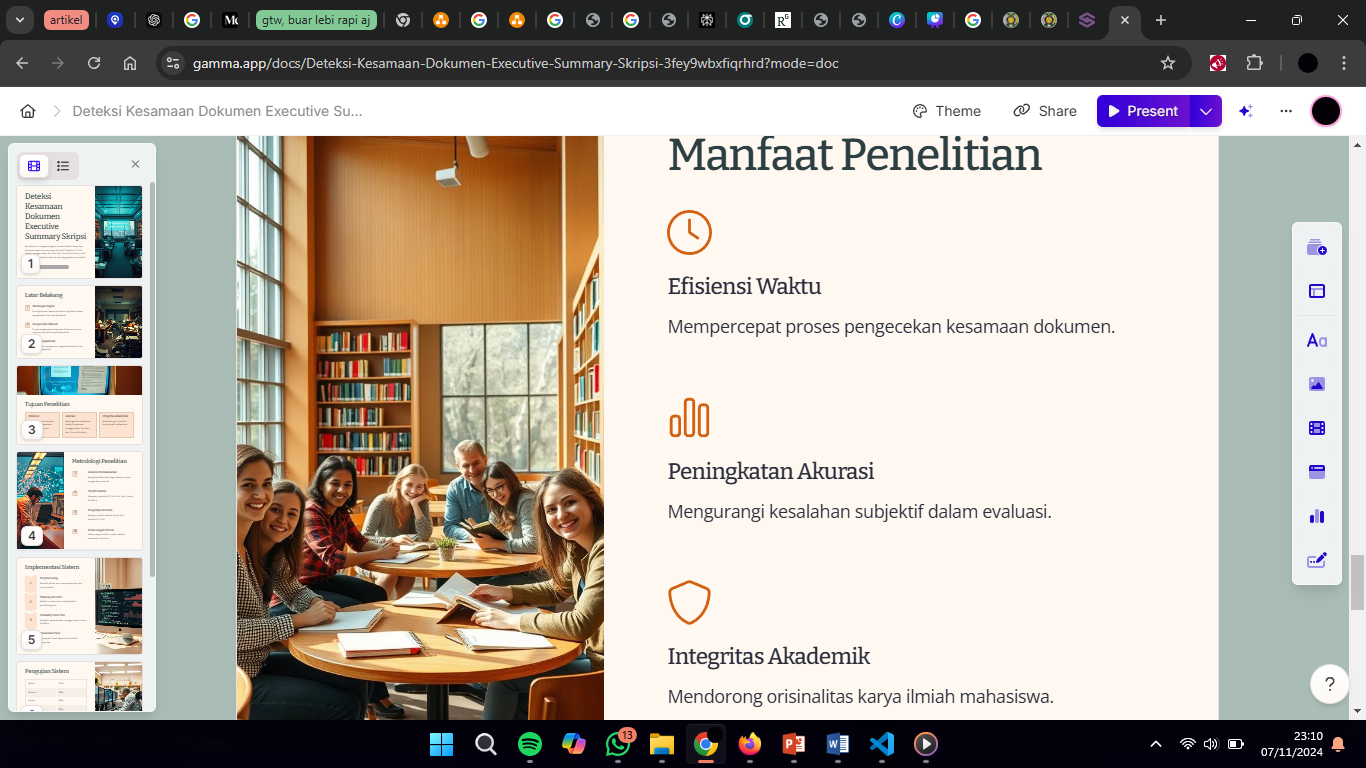 artikel
gtw, buar lebi rapi aj
gamma.app/docs/Deteksi-Kesamaan-Dokumen-Executive-Summary-Skripsi-3fey9wbxfiqrhrd?mode=doc
Deteksi Kesamaan Dokumen Executive Su...
Theme
Share
Present
Deteksi
Kesamaan
Dokumen
Executive
Summary Skripsi
1
Latar Belakang
2
Tujuan Penelitian
3
Metodologi Penelitian
4
Implementasi Sistem
5
Pengujian Sistem
Manfaat Penelitian
Efisiensi Waktu
Mempercepat proses pengecekan kesamaan dokumen.
Peningkatan Akurasi
Mengurangi kesalahan subjektif dalam evaluasi.
Integritas Akademik
Mendorong orisinalitas karya ilmiah mahasiswa.
Aa
?
13
23:10
07/11/2024